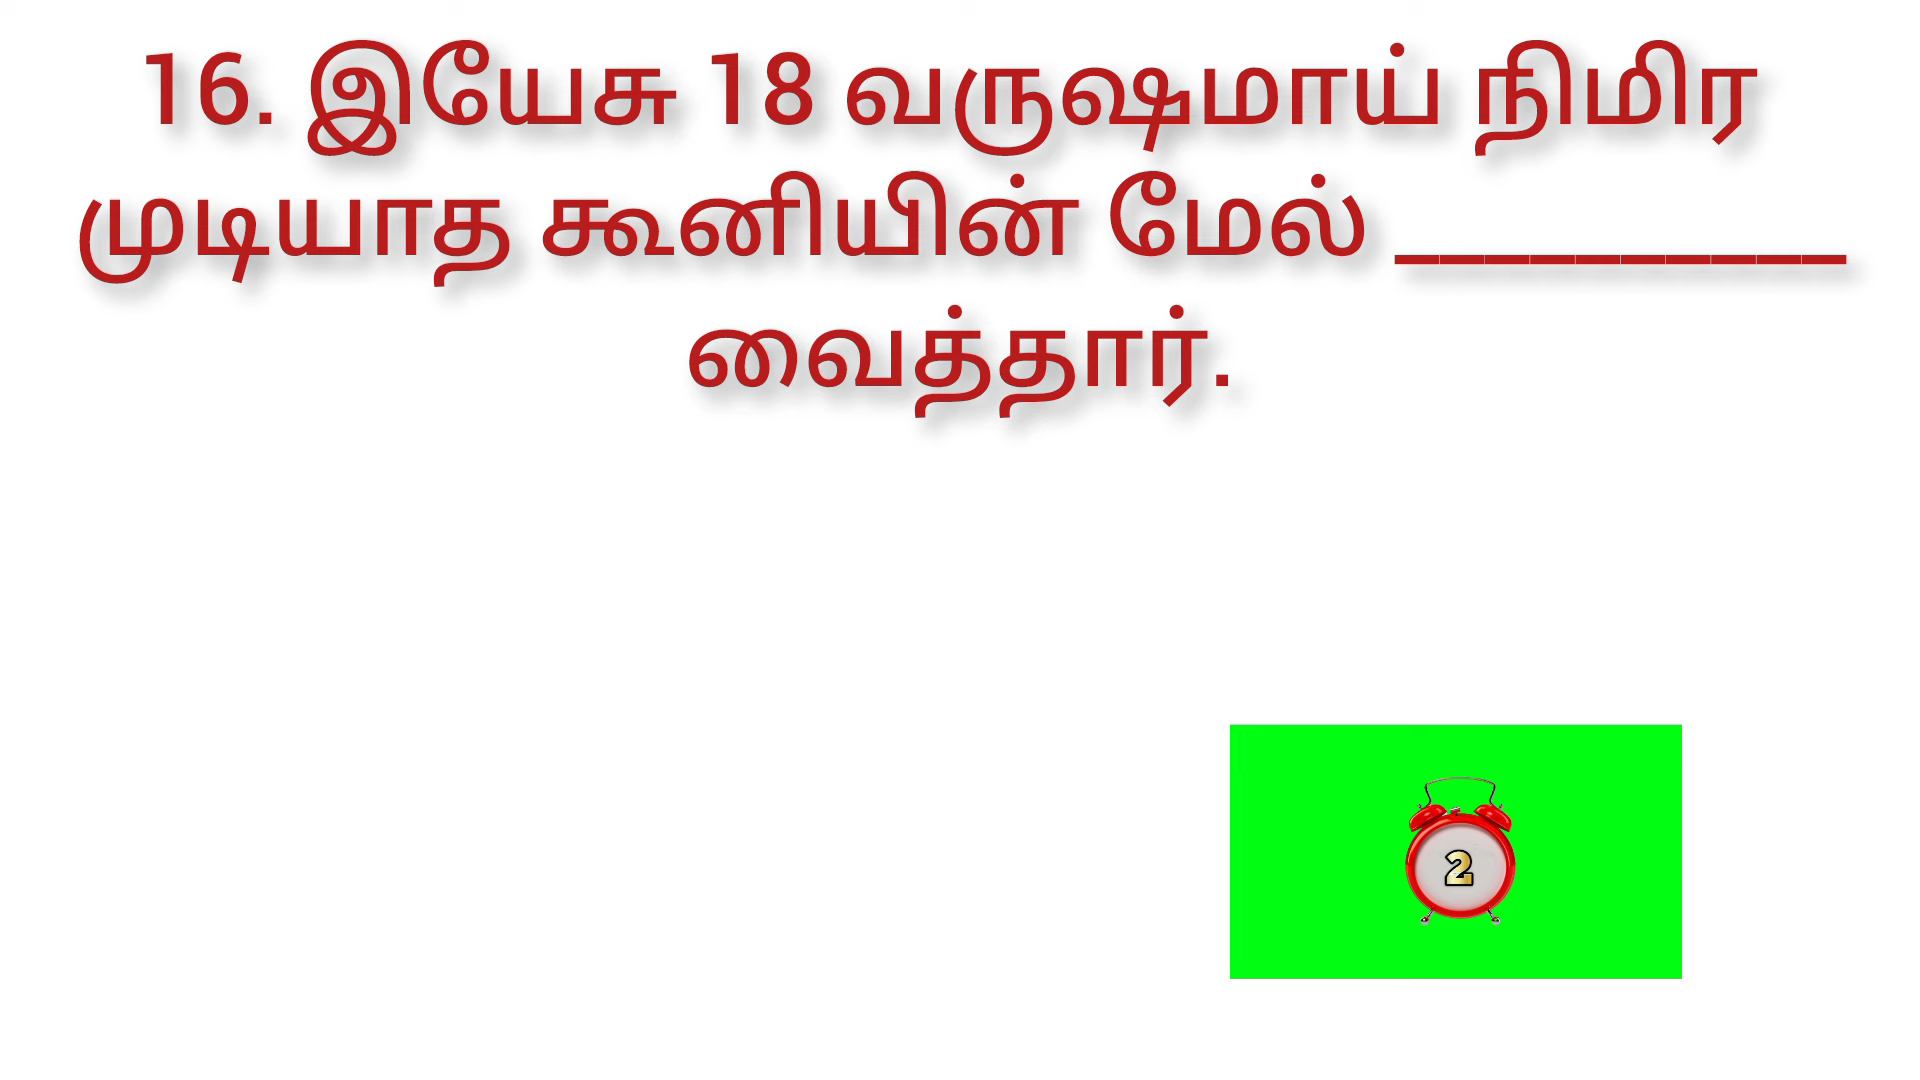 16. இயேசு 18 வருஷமாய் நிமிர
முடியாத கூனியின் மேல் __________
வைத்தார்.
2